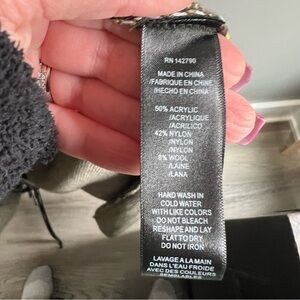 RN 142790
MADE IN CHINA
/FABRIQUE EN CHINE
/HECHO EN CHINA
50% ACRYLIC
/ACRYLIQUE
/ACRILICO
42% NYLON
/NYLON
/NYLON
8% WOOL
/LAINE
/LANA
HAND WASH IN
COLD WATER
WITH LIKE COLORS
DO NOT BLEACH
RESHAPE AND LAY
FLAT TO DRY
DO NOT IRON
LAVAGE A LA MAIN
DANS L'EAU FROIDE
AVEC DES COULEURS
SEMBLABLES